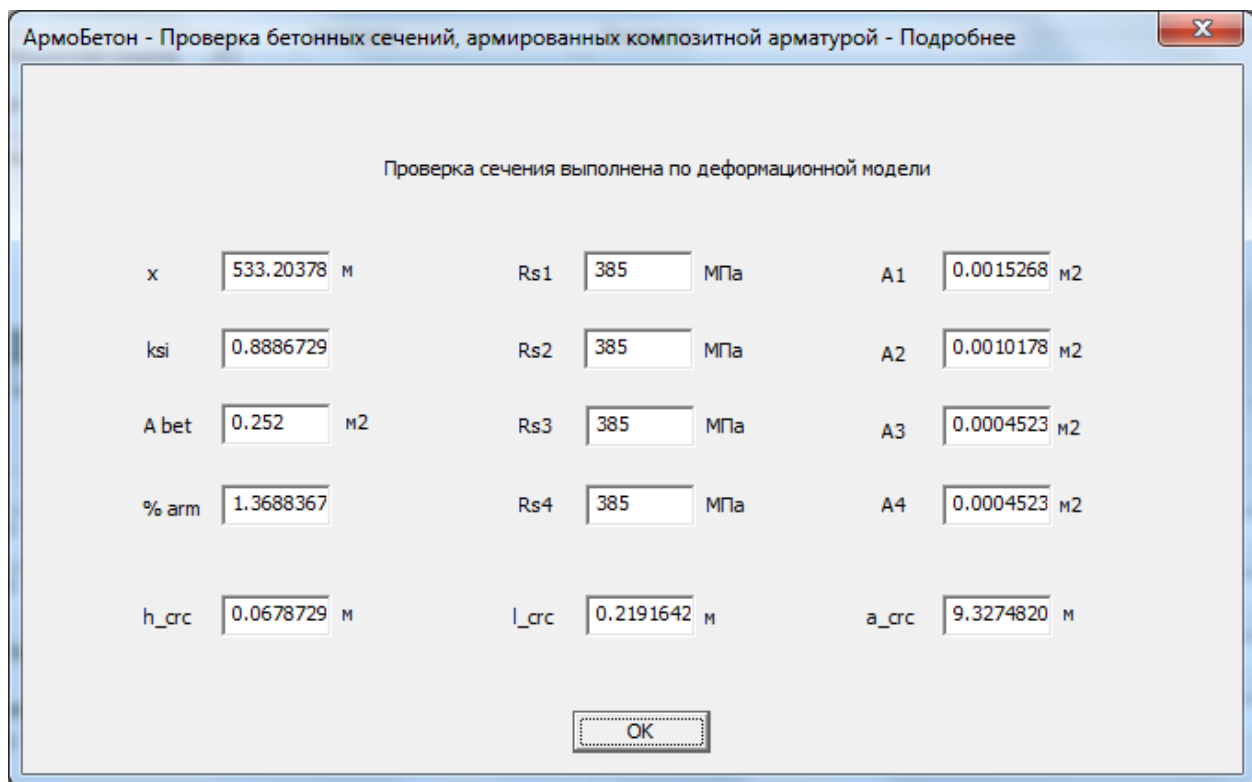 АрмоБетон - Проверка бетонных сечений, армированных композитной арматурой - Подробнее
Проверка сечения выполнена по деформационной модели
x 533.20378 м Rs1 385 МПа A1 0.0015268 м2
ksi 0.8886729 Rs2 385 МПа A2 0.0010178 м2
A bet 0.252 м2 Rs3 385 МПа A3 0.0004523 м2
% arm 1.3688367 Rs4 385 МПа A4 0.0004523 м2
h_crc 0.0678729 м l_crc 0.2191642 м a_crc 9.3274820 м
OK